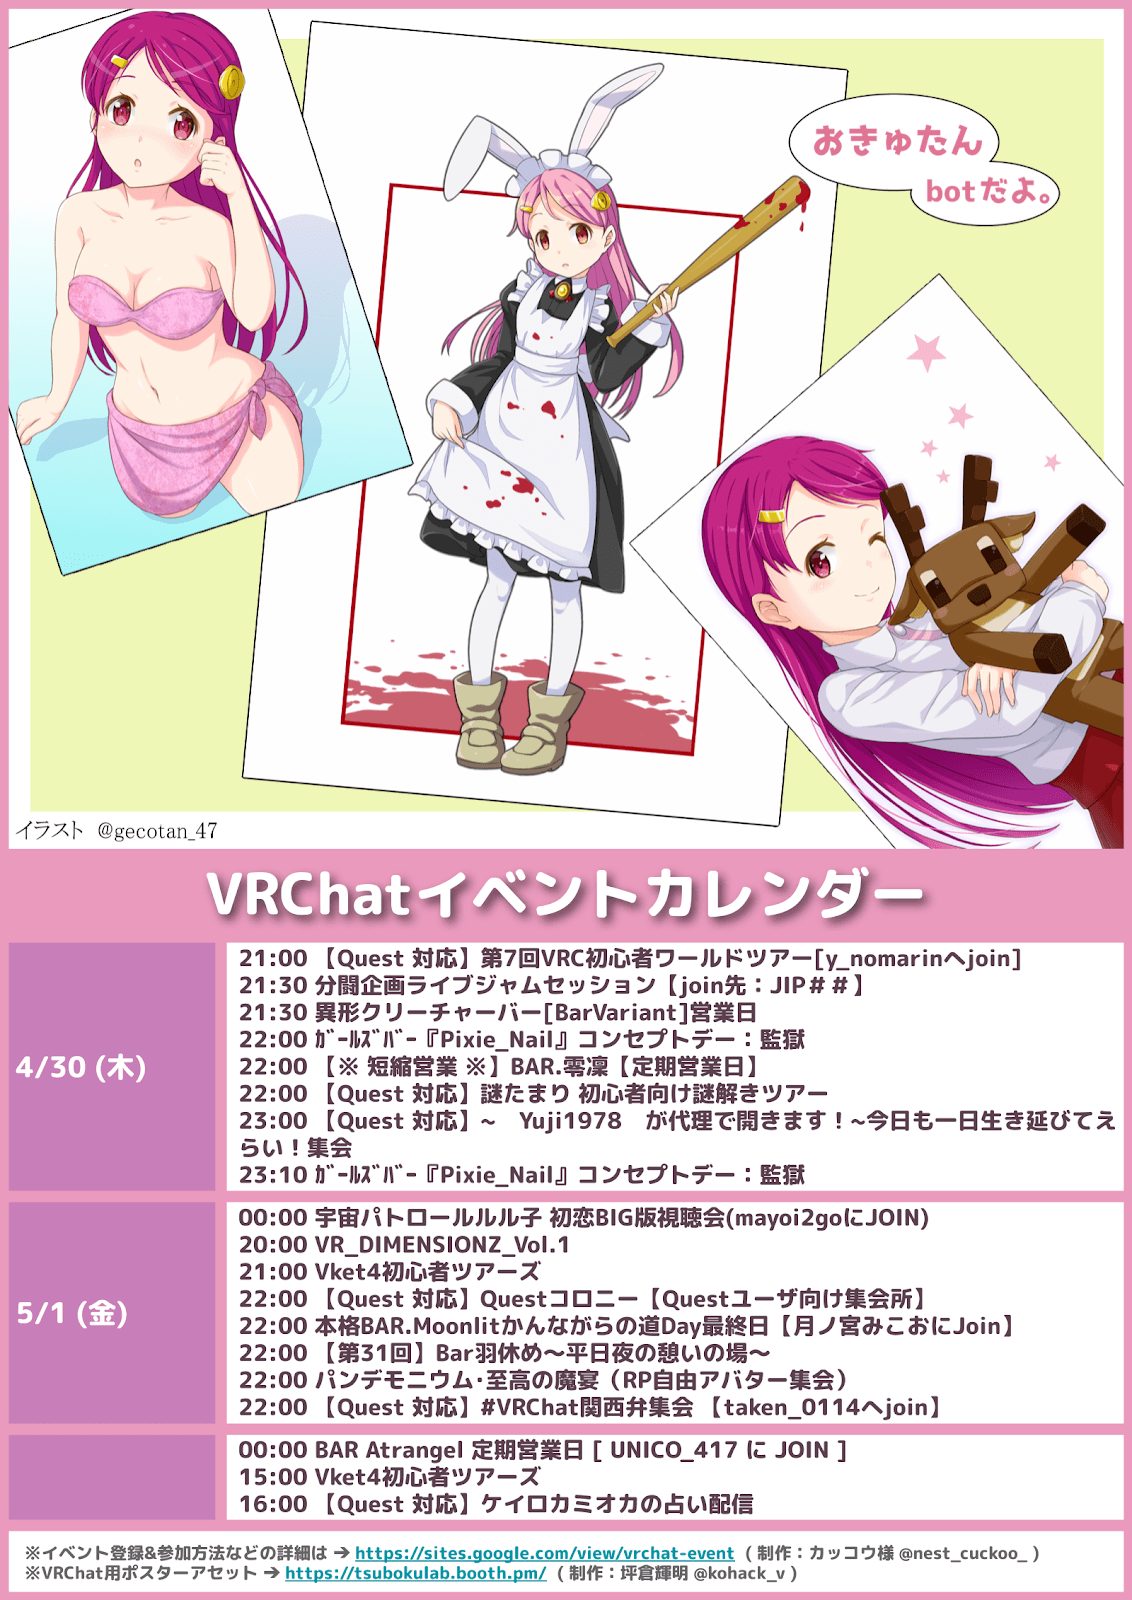 おきゅたん
botだよ。
イラスト @gecotan_47
VRChatイベントカレンダー
4/30 (木)
21:00 【Quest 対応】第7回VRC初心者ワールドツアー[y_nomarinへjoin]
21:30 分闘企画ライブジャムセッション【join先：JIP＃＃】
21:30 異形クリーチャーバー[BarVariant]営業日
22:00 ｶﾞｰﾙｽﾞﾊﾞｰ『Pixie_Nail』コンセプトデー：監獄
22:00 【※ 短縮営業 ※】BAR.零凜【定期営業日】
22:00 【Quest 対応】謎たまり 初心者向け謎解きツアー
23:00 【Quest 対応】~　Yuji1978　が代理で開きます！~今日も一日生き延びてえ
らい！集会
23:10 ｶﾞｰﾙｽﾞﾊﾞｰ『Pixie_Nail』コンセプトデー：監獄
5/1 (金)
00:00 宇宙パトロールルル子 初恋BIG版視聴会(mayoi2goにJOIN)
20:00 VR_DIMENSIONZ_Vol.1
21:00 Vket4初心者ツアーズ
22:00 【Quest 対応】Questコロニー【Questユーザ向け集会所】
22:00 本格BAR.Moonlitかんながらの道Day最終日【月ノ宮みこおにJoin】
22:00 【第31回】Bar羽休め～平日夜の憩いの場～
22:00 パンデモニウム･至高の魔宴（RP自由アバター集会）
22:00 【Quest 対応】#VRChat関西弁集会 【taken_0114へjoin】
00:00 BAR Atrangel 定期営業日 [ UNICO_417 に JOIN ]
15:00 Vket4初心者ツアーズ
16:00 【Quest 対応】ケイロカミオカの占い配信
※イベント登録&参加方法などの詳細は → https://sites.google.com/view/vrchat-event ( 制作：カッコウ様 @nest_cuckoo_ )
※VRChat用ポスターアセット → https://tsubokulab.booth.pm/ ( 制作：坪倉輝明 @kohack_v )